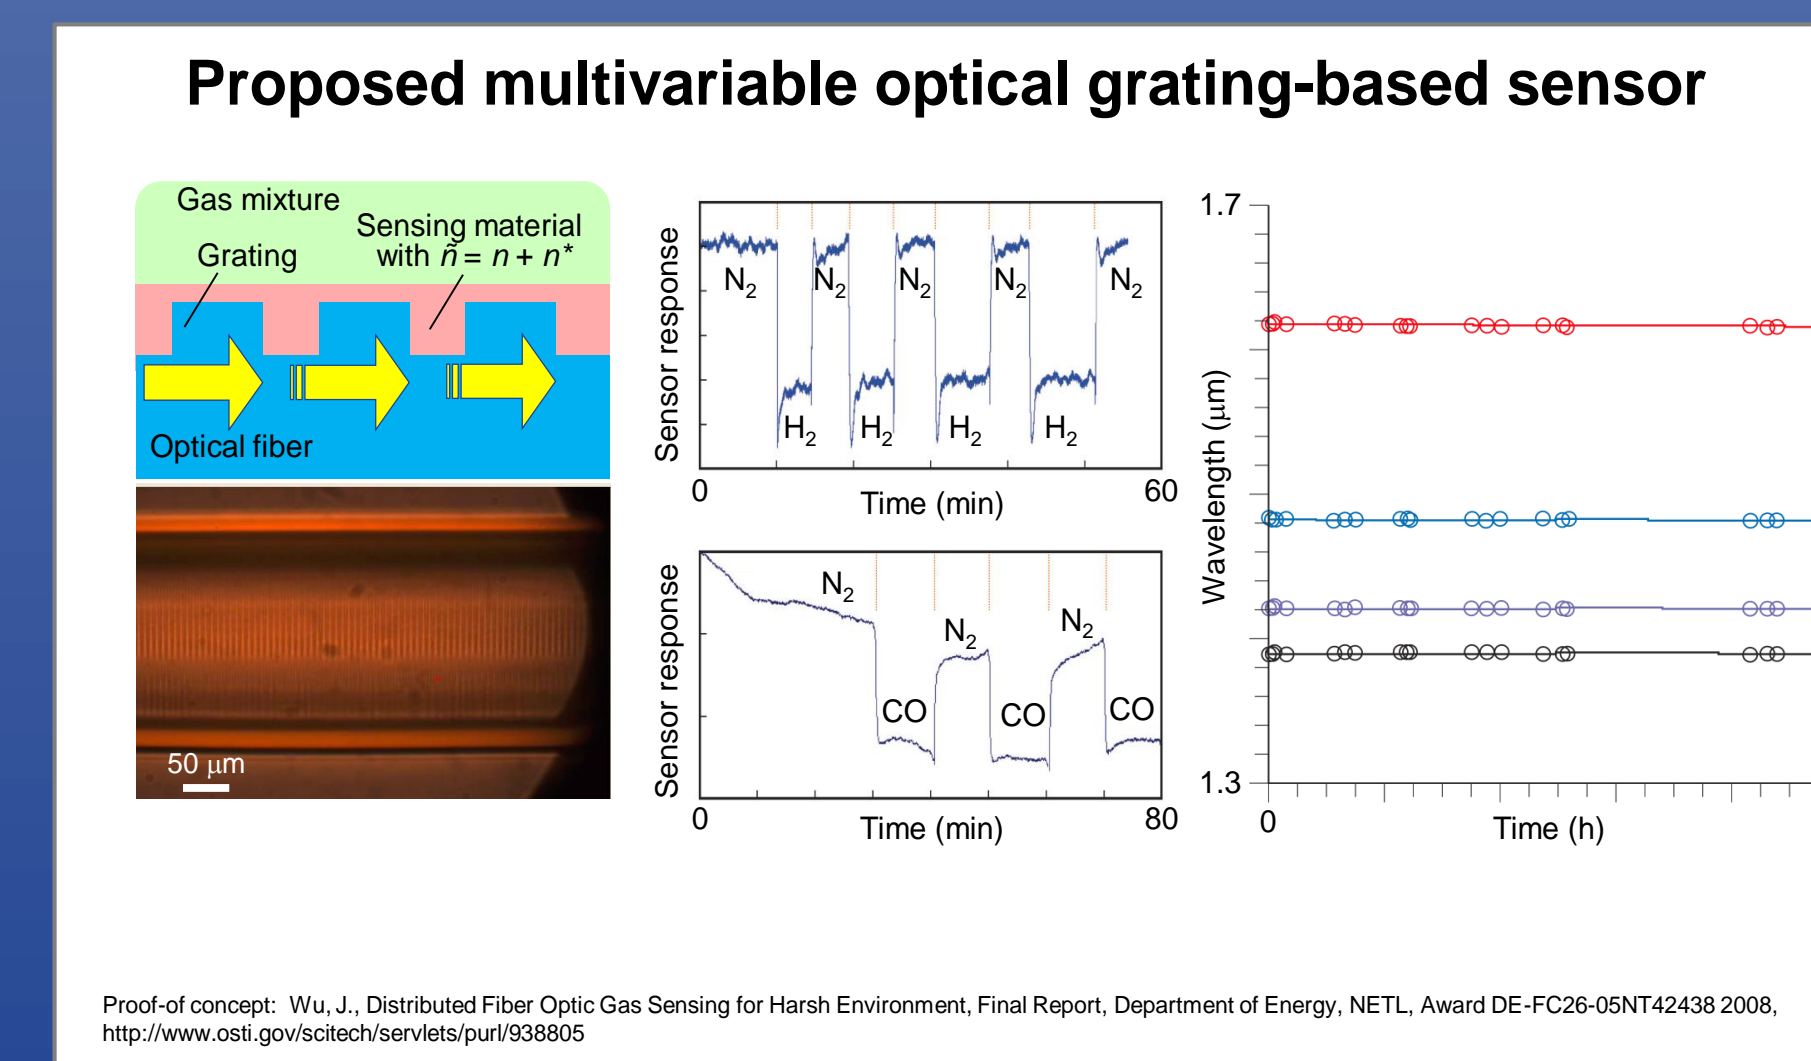 Proposed multivariable optical grating-based sensor
Gas mixture
Sensing material
with ñ = n + n*
Grating
Optical fiber
50 μm
Sensor response
N2
N2
N2
N2
N2
H2
H2
H2
H2
0
Time (min)
60
Sensor response
N2
N2
N2
CO
CO
CO
0
Time (min)
80
1.7
Wavelength (μm)
1.3
0
Time (h)
Proof-of concept: Wu, J., Distributed Fiber Optic Gas Sensing for Harsh Environment, Final Report, Department of Energy, NETL, Award DE-FC26-05NT42438 2008,
http://www.osti.gov/scitech/servlets/purl/938805